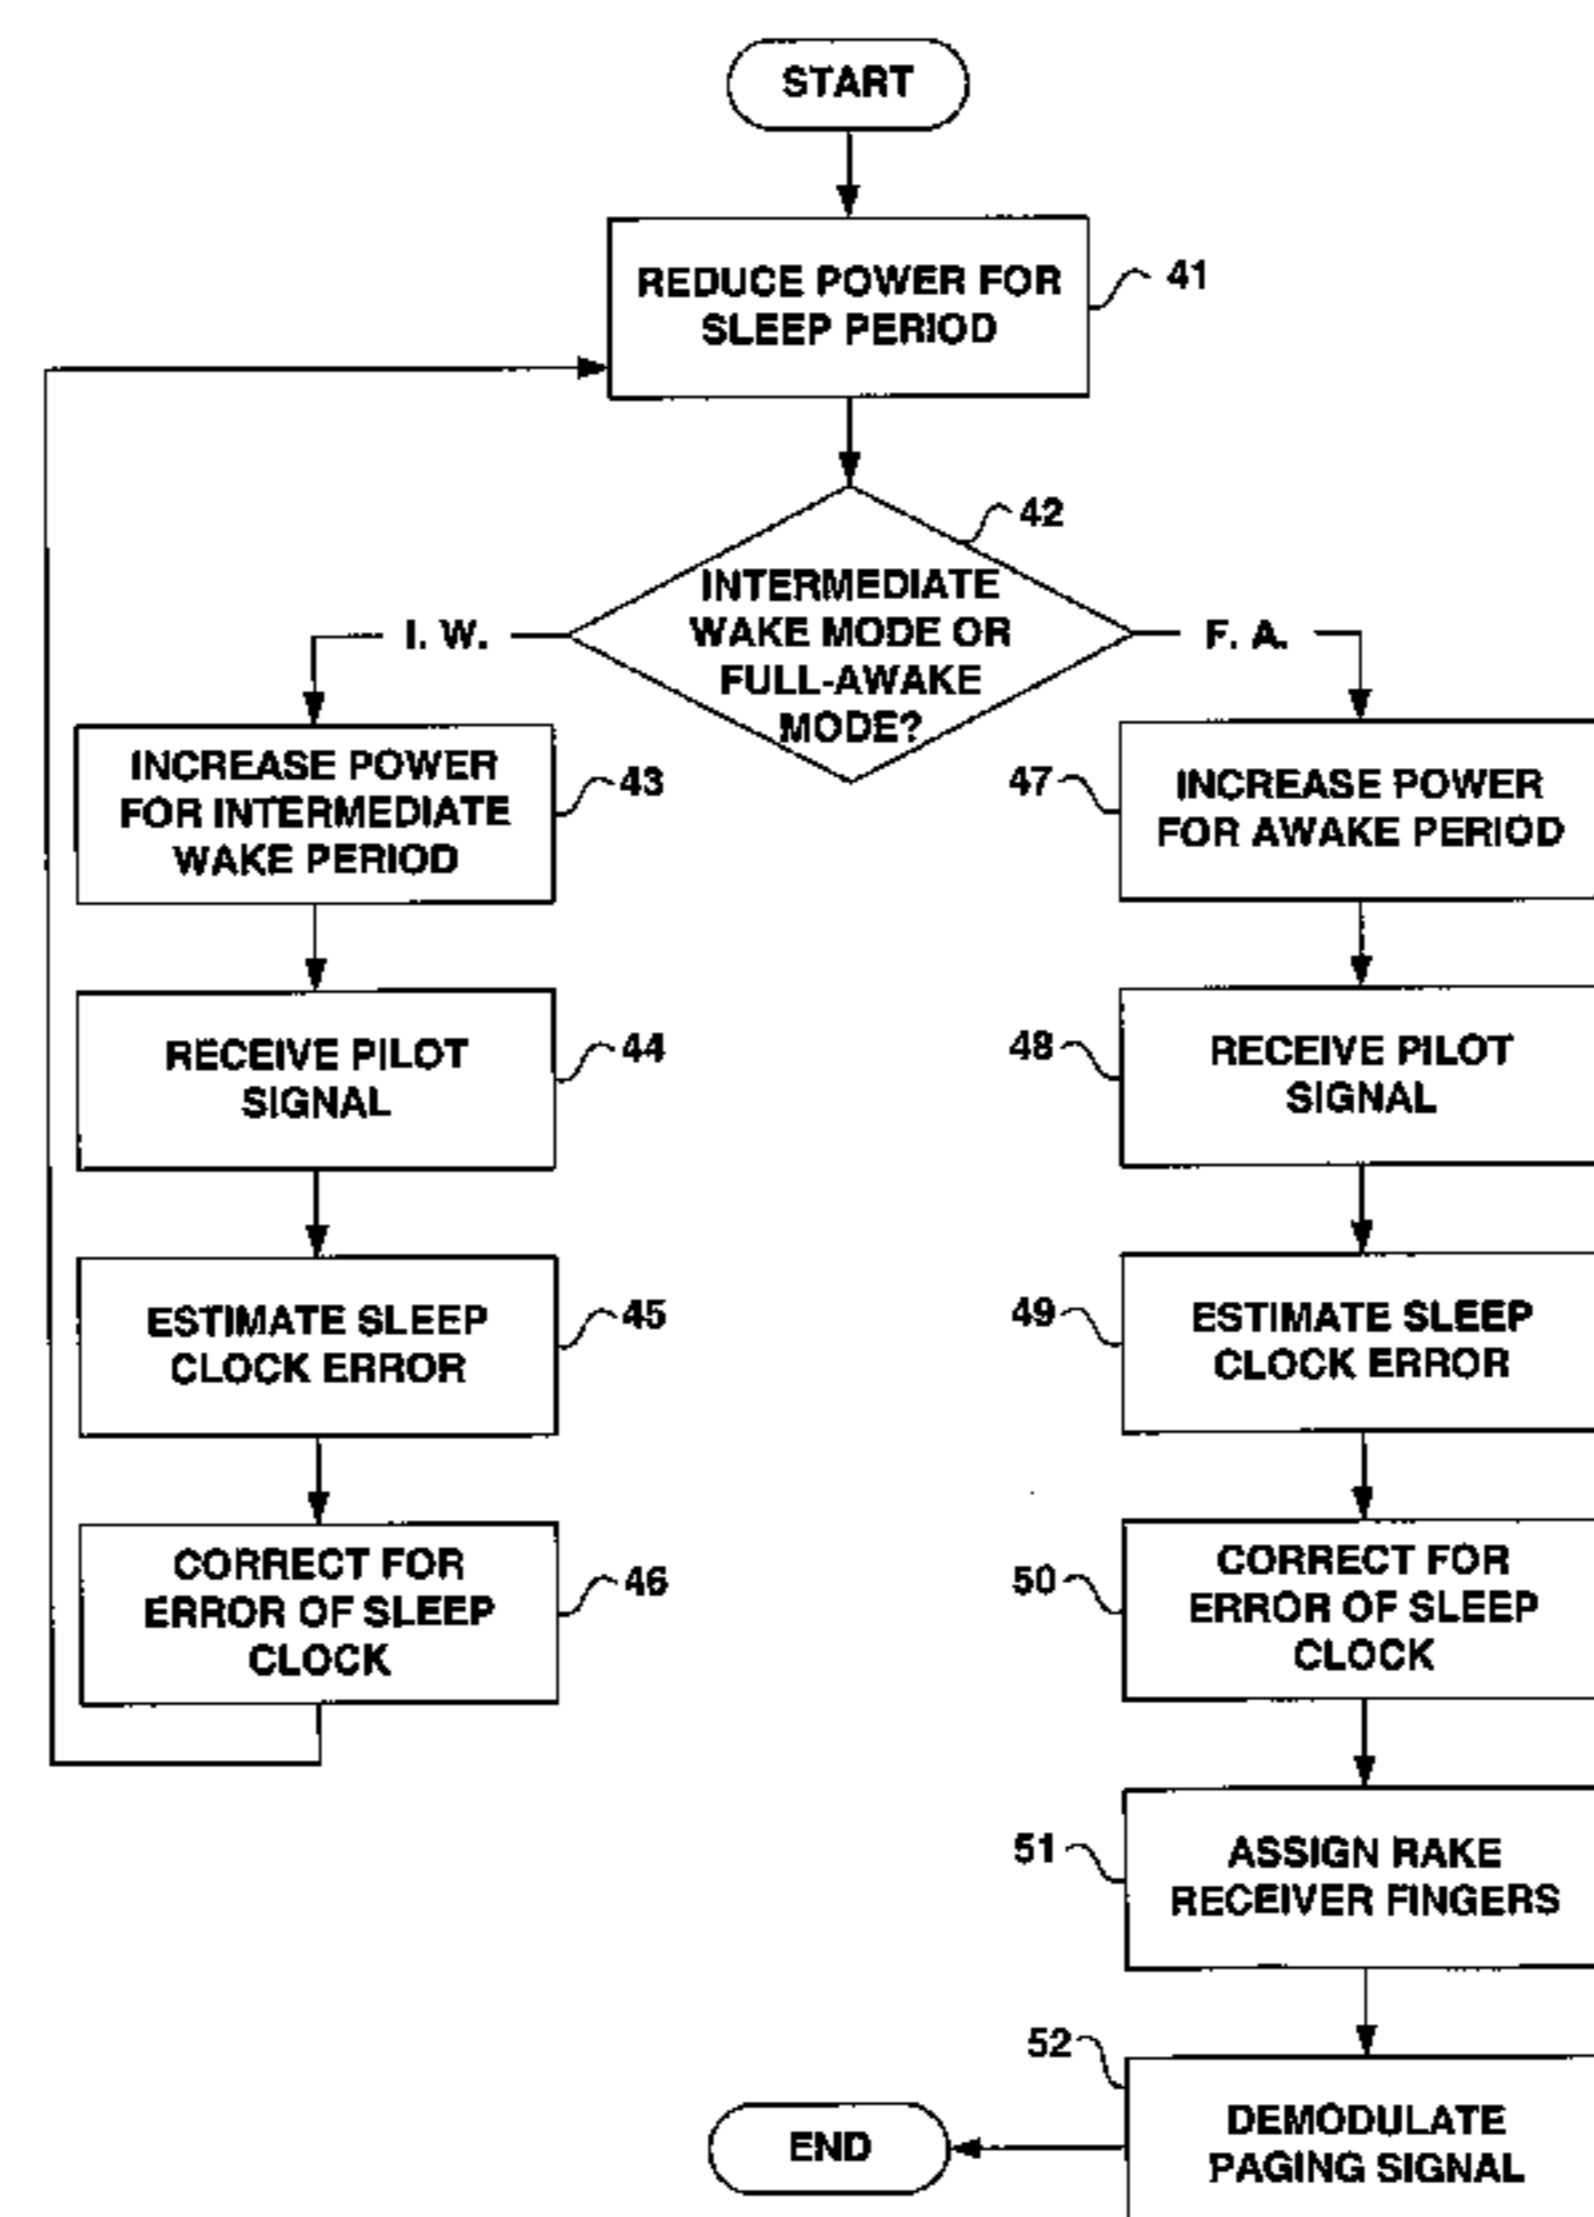 START
REDUCE POWER FOR
SLEEP PERIOD
41
42
INTERMEDIATE
WAKE MODE OR
FULL-AWAKE
MODE?
I. W.
F. A.
INCREASE POWER
FOR INTERMEDIATE
WAKE PERIOD
43
47
INCREASE POWER
FOR AWAKE PERIOD
RECEIVE PILOT
SIGNAL
44
48
RECEIVE PILOT
SIGNAL
ESTIMATE SLEEP
CLOCK ERROR
45
49
ESTIMATE SLEEP
CLOCK ERROR
CORRECT FOR
ERROR OF SLEEP
CLOCK
46
50
CORRECT FOR
ERROR OF SLEEP
CLOCK
51
ASSIGN RAKE
RECEIVER FINGERS
52
DEMODULATE
PAGING SIGNAL
END